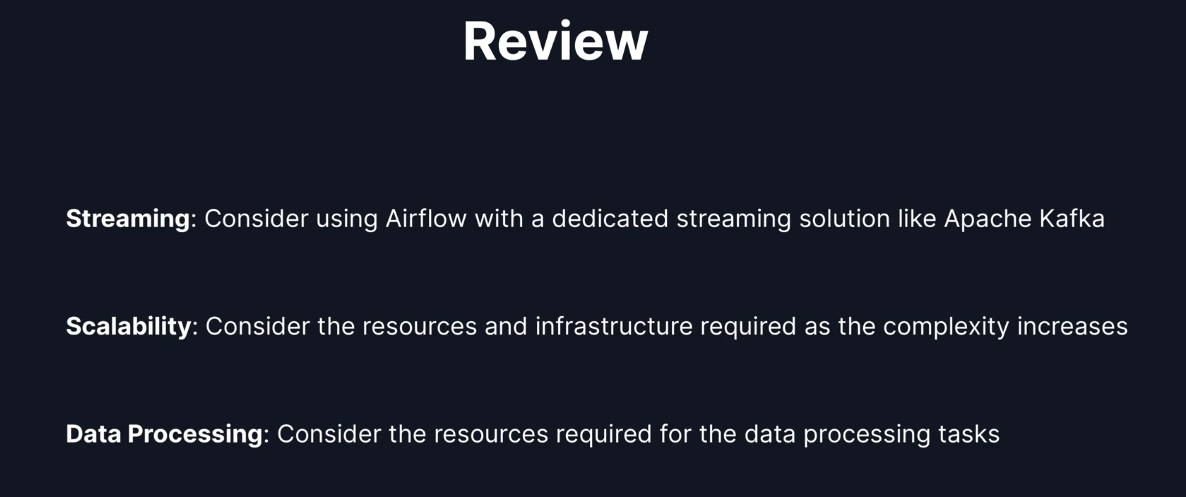 Review
Streaming: Consider using Airflow with a dedicated streaming solution like Apache Kafka
Scalability: Consider the resources and infrastructure required as the complexity increases
Data Processing: Consider the resources required for the data processing tasks